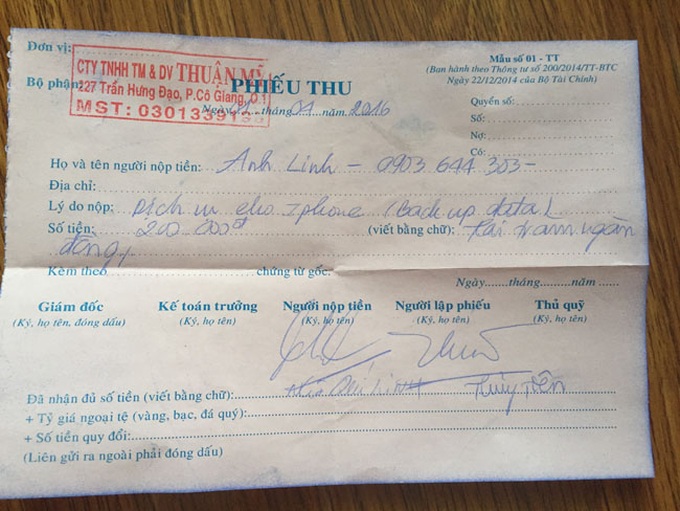 Đơn vị:
CTY TNHH TM & DV THUẬN MỸ
Mẫu số 01 - TT
(Ban hành theo Thông tư số 200/2014/TT-BTC
Bộ phận:
227 Trần Hưng Đạo, P.Cô Giang, Q.1
PHIẾU THU
Ngày 22/12/2014 của Bộ Tài Chính)
MST: 03013391
Ngày.....tháng.....năm..2016
Quyển số:
Số:
Nợ:
Có:
Họ và tên người nộp tiền: Anh Linh - 0903 644 303-
Địa chỉ:
Lý do nộp: Dịch vụ cho Iphone (Back up data)
Số tiền: 200 000đ (viết bằng chữ): Hai trăm ngàn
đồng
Kèm theo chứng từ gốc.
Ngày......tháng......năm ....
Giám đốc Kế toán trưởng Người nộp tiền Người lập phiếu Thủ quỹ
(Ký, họ tên, đóng dấu) (Ký, họ tên) (Ký, họ tên) (Ký, họ tên) (Ký, họ tên)
Linh Thủy Tiên
Đã nhận đủ số tiền (viết bằng chữ):
+ Tỷ giá ngoại tệ (vàng, bạc, đá quý):
+ Số tiền quy đổi:
(Liên gửi ra ngoài phải đóng dấu)